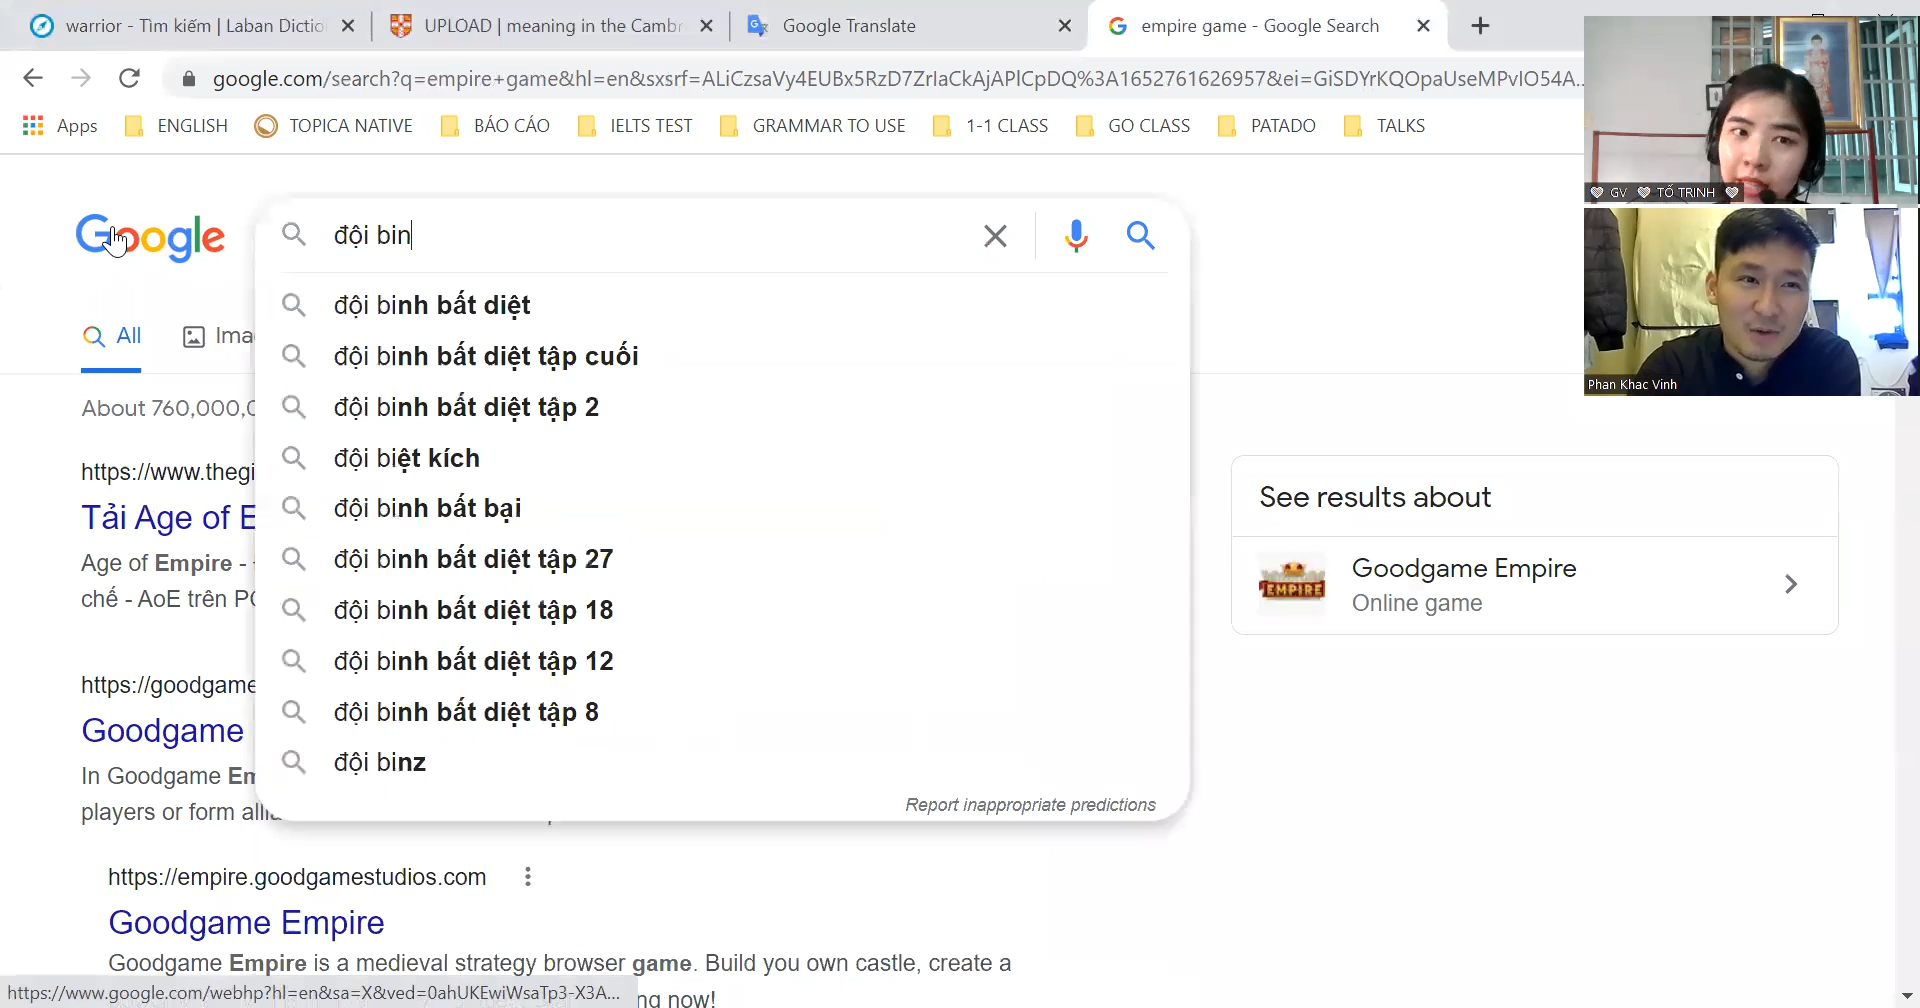 warrior - Tìm kiếm | Laban Dictio
UPLOAD | meaning in the Cambr
Google Translate
empire game - Google Search
google.com/search?q=empire+game&hl=en&sxsrf=ALiCzsaVy4EUBx5RzD7ZrIaCkAjAPlCpDQ%3A1652761626957&ei=GiSDYrKQOpaUseMPvIO54A...
Apps
ENGLISH
TOPICA NATIVE
BÁO CÁO
IELTS TEST
GRAMMAR TO USE
1-1 CLASS
GO CLASS
PATADO
TALKS
GV TỐ TRINH
Phan Khac Vinh
Google
đội bin
đội binh bất diệt
đội binh bất diệt tập cuối
đội binh bất diệt tập 2
đội biệt kích
đội binh bất bại
đội binh bất diệt tập 27
đội binh bất diệt tập 18
đội binh bất diệt tập 12
đội binh bất diệt tập 8
đội binz
Report inappropriate predictions
All
Ima
About 760,000,0
https://www.thegi
Tải Age of E
Age of Empire -
chế - AoE trên PC
https://goodgame
Goodgame
In Goodgame Em
players or form allia
https://empire.goodgamestudios.com
Goodgame Empire
Goodgame Empire is a medieval strategy browser game. Build you own castle, create a
ng now!
See results about
EMPIRE
Goodgame Empire
Online game
https://www.google.com/webhp?hl=en&sa=X&ved=0ahUKEwiWsaTp3-X3A...